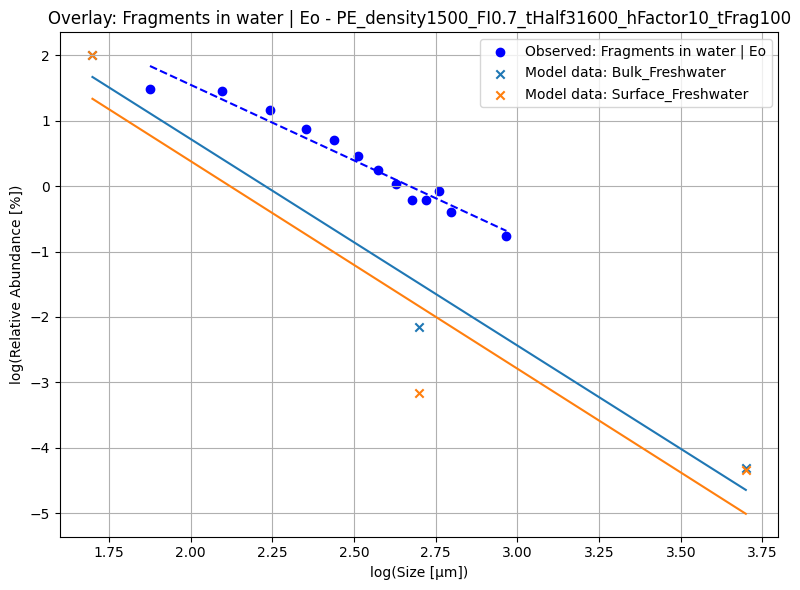 Overlay: Fragments in water | Eo - PE_density1500_FI0.7_tHalf31600_hFactor10_tFrag100
Observed: Fragments in water | Eo
Model data: Bulk_Freshwater
Model data: Surface_Freshwater
log(Relative Abundance [%])
2
1
0
−1
−2
−3
−4
−5
1.75
2.00
2.25
2.50
2.75
3.00
3.25
3.50
3.75
log(Size [μm])